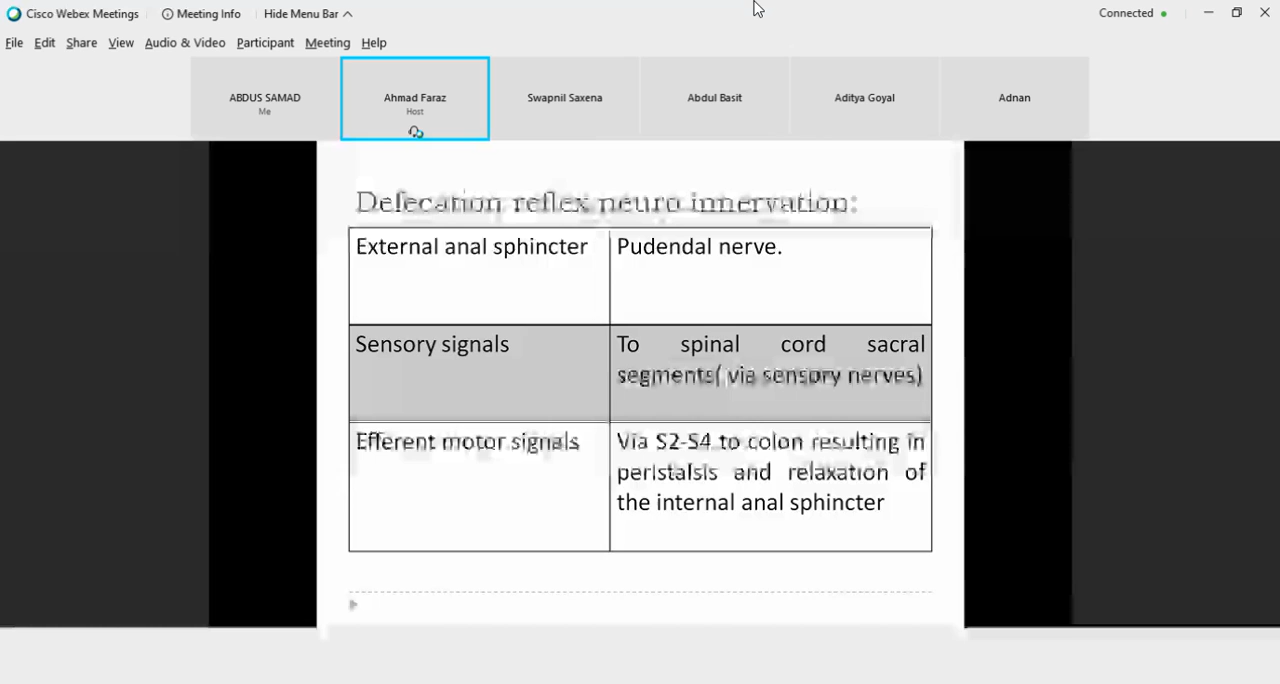 Cisco Webex Meetings Meeting Info Hide Menu Bar Connected
File Edit Share View Audio & Video Participant Meeting Help
ABDUS SAMAD Ahmad Faraz Swapnil Saxena Abdul Basit Aditya Goyal Adnan
Me Host
Defecation reflex neuro innervation:
External anal sphincter Pudendal nerve.
Sensory signals To spinal cord sacral
segments( via sensory nerves)
Efferent motor signals Via S2-S4 to colon resulting in
peristalsis and relaxation of
the internal anal sphincter